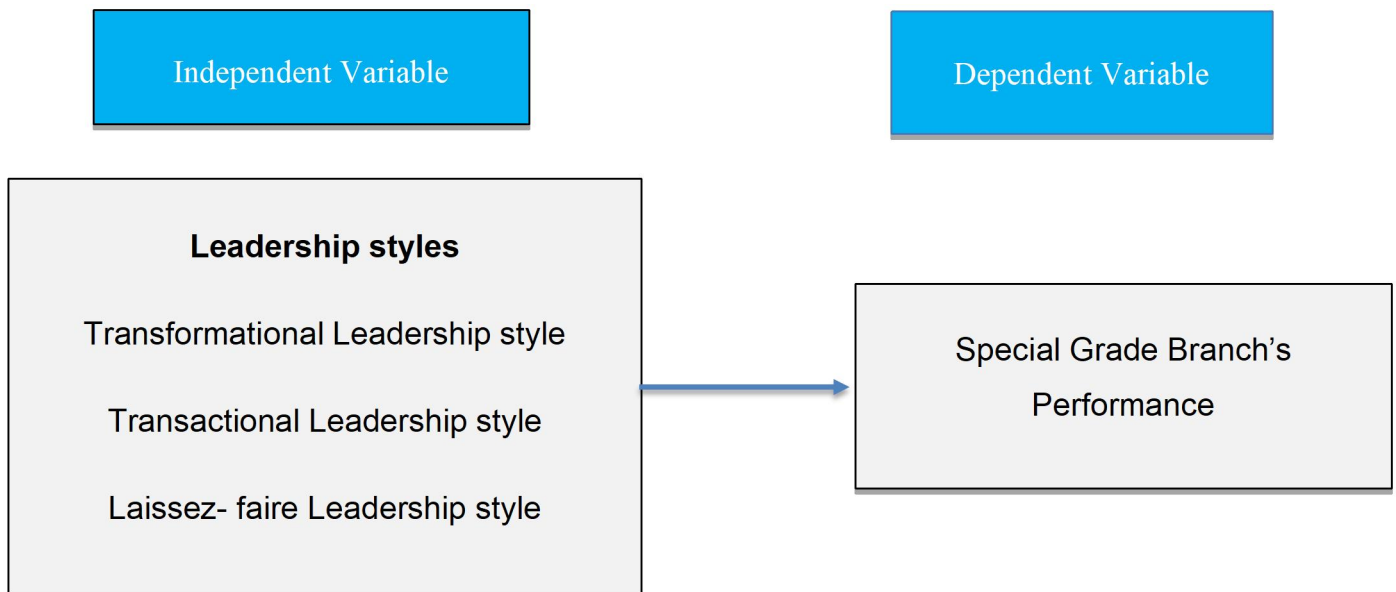 Independent Variable
Dependent Variable
Leadership styles
Transformational Leadership style
Transactional Leadership style
Laissez- faire Leadership style
Special Grade Branch’s
Performance